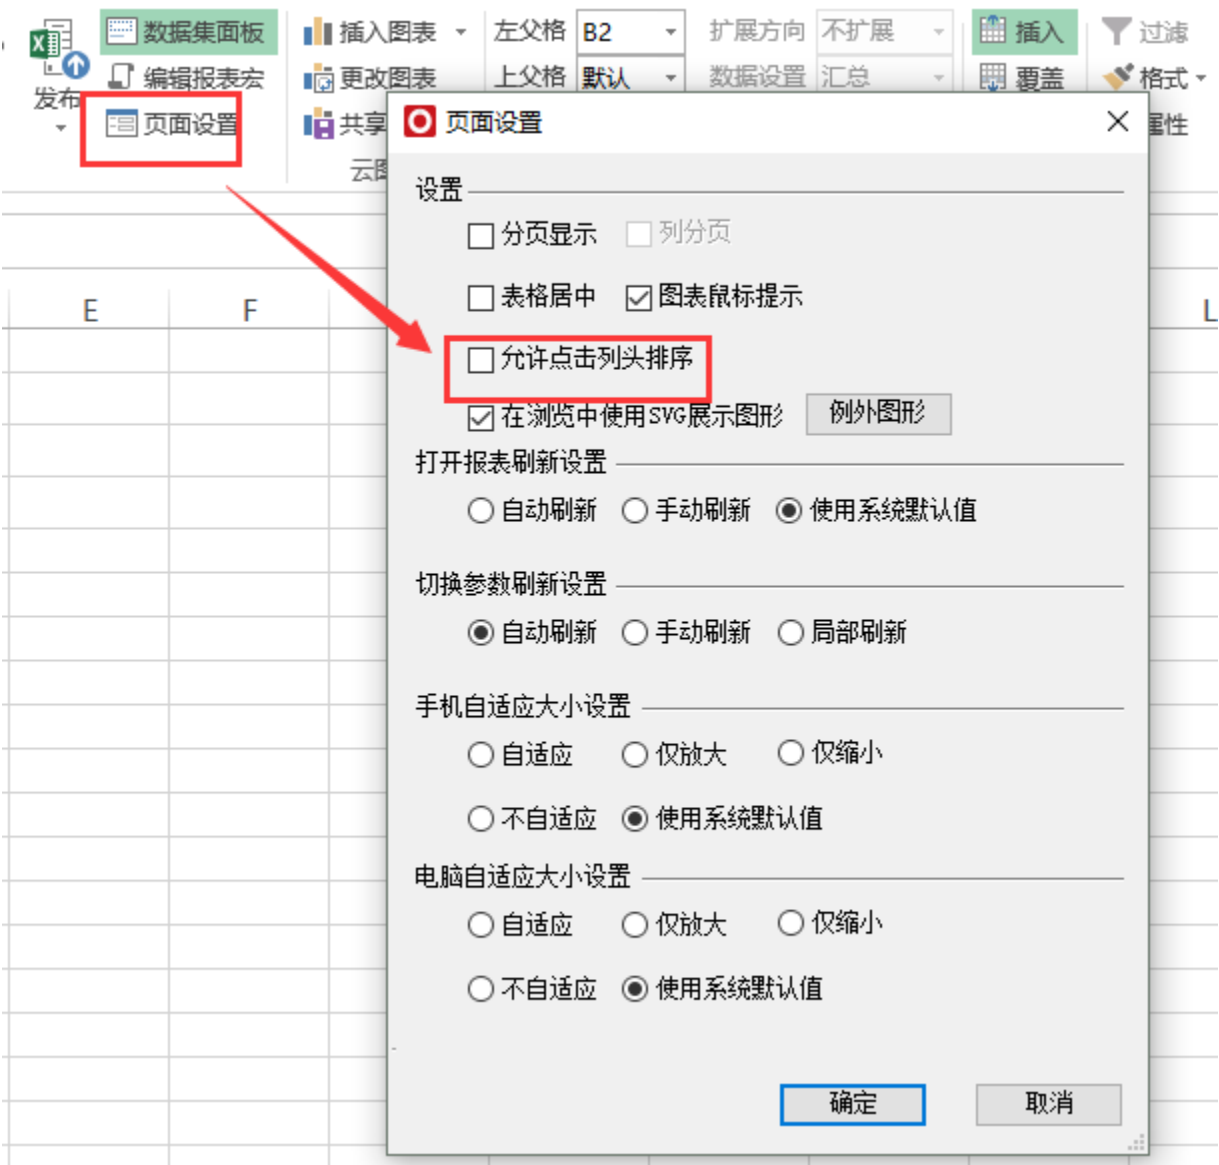 数据集面板 插入图表 左父格 B2 扩展方向 不扩展 插入 过滤
发布 编辑报表宏 更改图表 上父格 默认 数据设置 汇总 覆盖 格式
页面设置 共享 属性
云图
页面设置
设置
分页显示 列分页
E F L
表格居中 图表鼠标提示
允许点击列头排序
在浏览中使用SVG展示图形 例外图形
打开报表刷新设置
自动刷新 手动刷新 使用系统默认值
切换参数刷新设置
自动刷新 手动刷新 局部刷新
手机自适应大小设置
自适应 仅放大 仅缩小
不自适应 使用系统默认值
电脑自适应大小设置
自适应 仅放大 仅缩小
不自适应 使用系统默认值
确定 取消